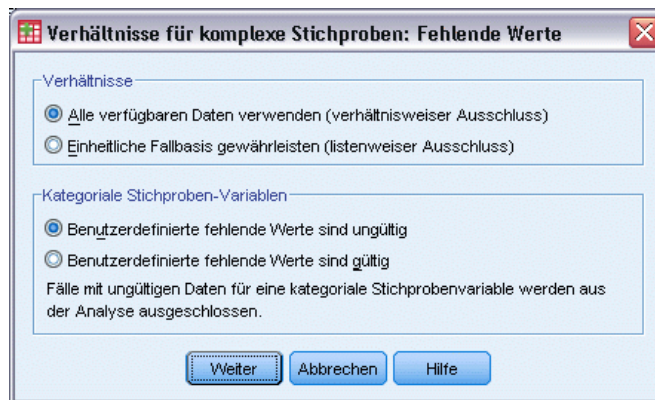 Verhältnisse für komplexe Stichproben: Fehlende Werte
Verhältnisse
Alle verfügbaren Daten verwenden (verhältnisweiser Ausschluss)
Einheitliche Fallbasis gewährleisten (listenweiser Ausschluss)
Kategoriale Stichproben-Variablen
Benutzerdefinierte fehlende Werte sind ungültig
Benutzerdefinierte fehlende Werte sind gültig
Fälle mit ungültigen Daten für eine kategoriale Stichprobenvariable werden aus
der Analyse ausgeschlossen.
Weiter Abbrechen Hilfe